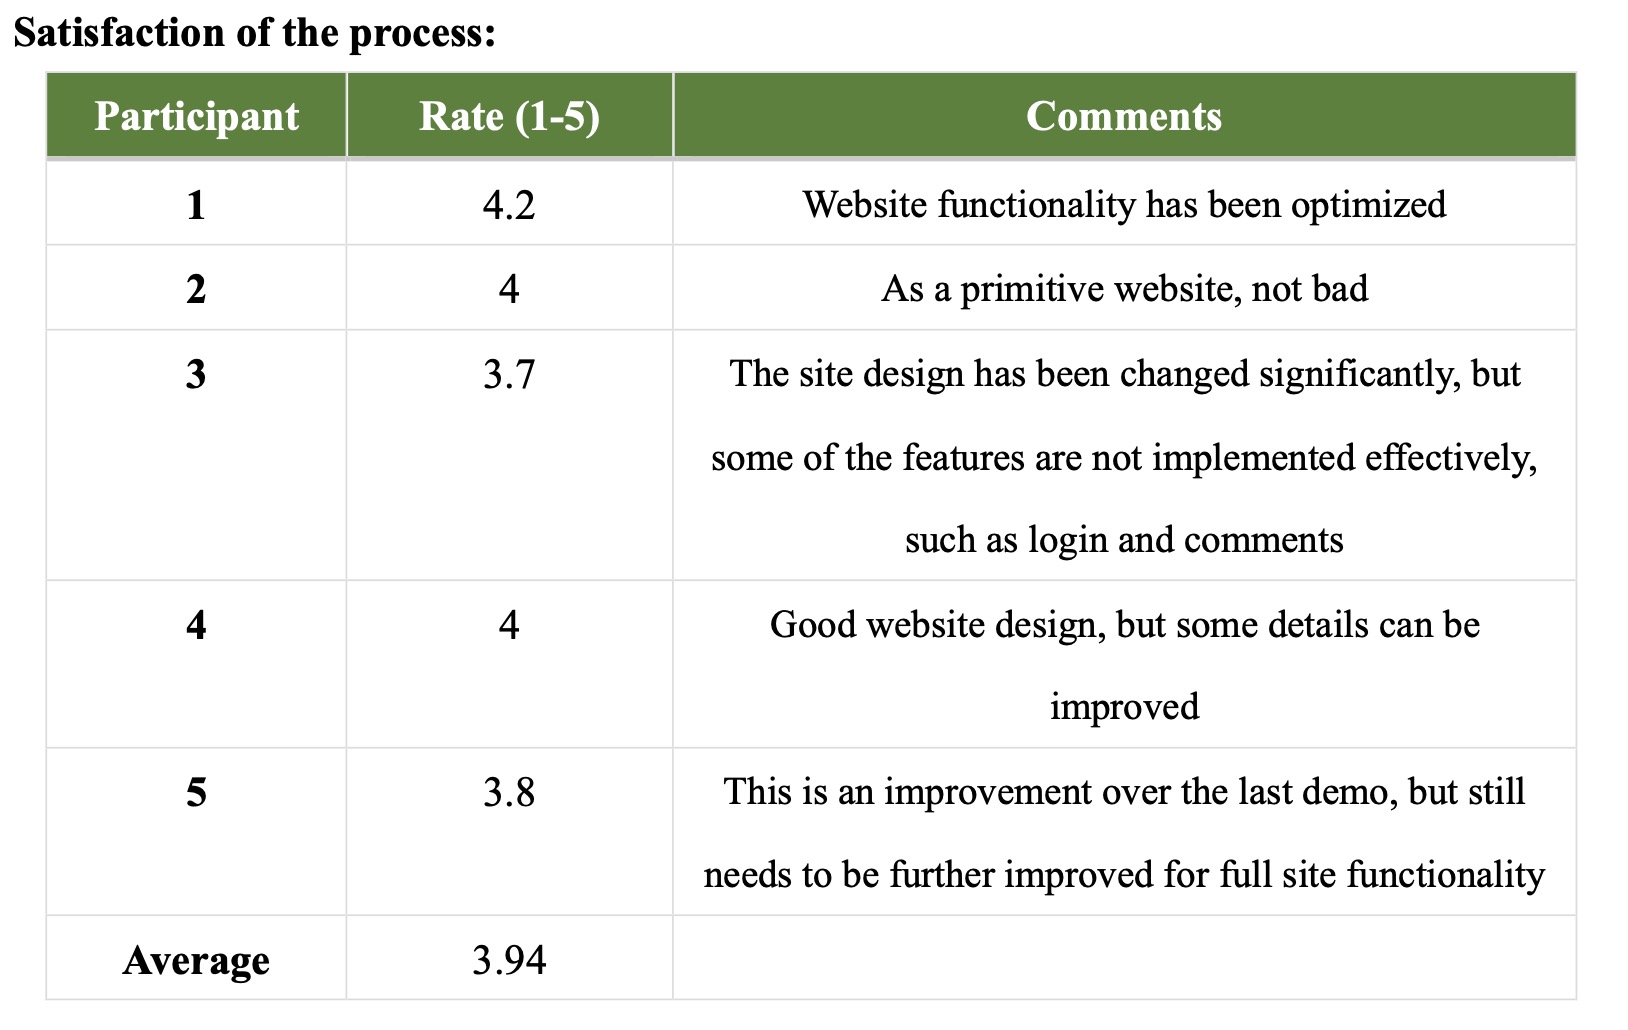 Satisfaction of the process:
Participant Rate (1-5) Comments
1 4.2 Website functionality has been optimized
2 4 As a primitive website, not bad
3 3.7 The site design has been changed significantly, but
some of the features are not implemented effectively,
such as login and comments
4 4 Good website design, but some details can be
improved
5 3.8 This is an improvement over the last demo, but still
needs to be further improved for full site functionality
Average 3.94